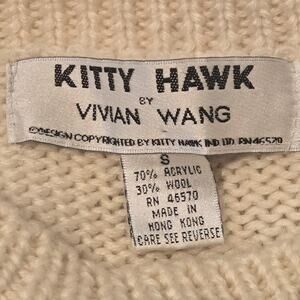 KITTY HAWK
BY
VIVIAN WANG
©DESIGN COPYRIGHTED BY KITTY HAWK IND. LTD. RN46570
S
70% ACRYLIC
30% WOOL
RN 46570
MADE IN
HONG KONG
CARE SEE REVERSE